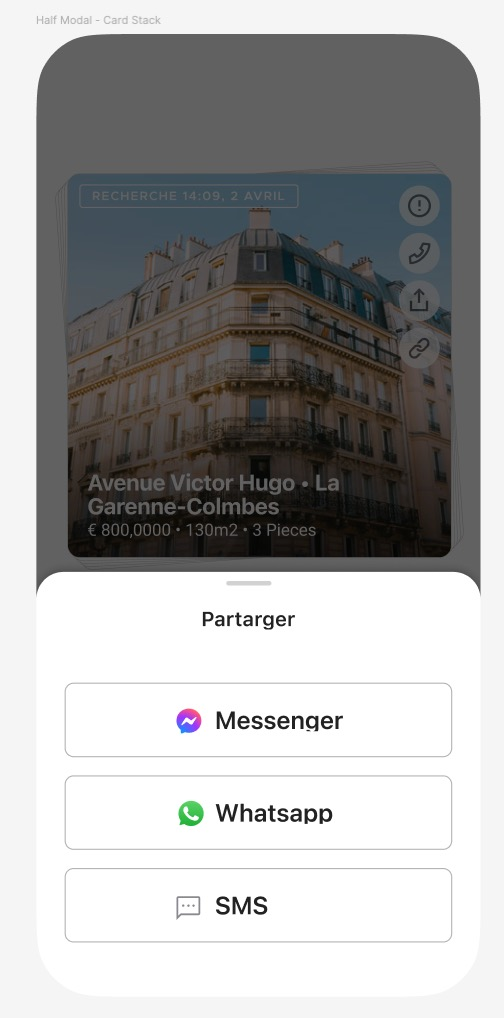 Half Modal - Card Stack
RECHERCHE 14:09, 2 AVRIL
Avenue Victor Hugo • La
Garenne-Colmbes
€ 800,0000 • 130m2 • 3 Pieces
Partarger
Messenger
Whatsapp
SMS